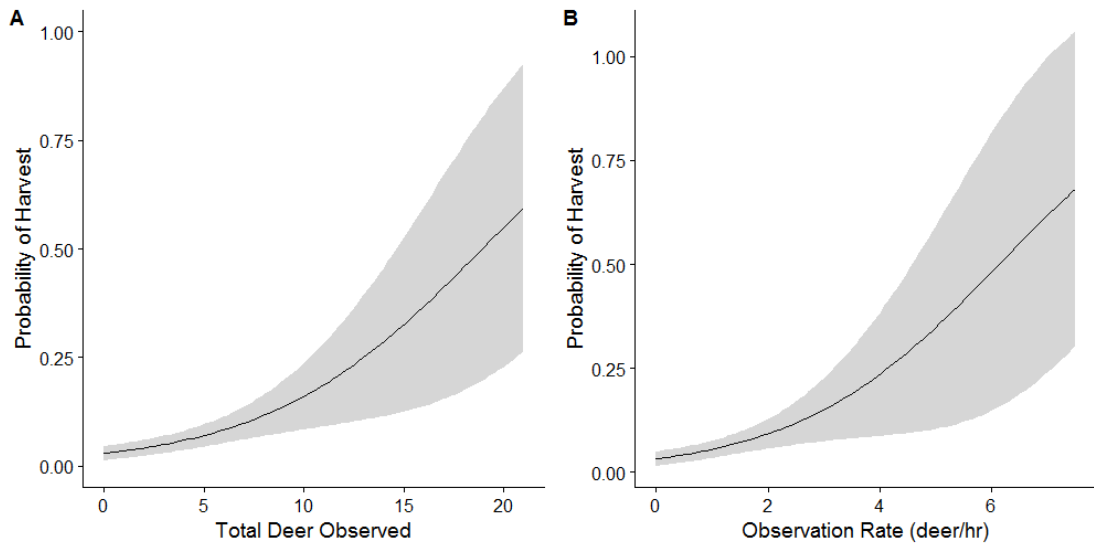 A
Probability of Harvest
1.00
0.75
0.50
0.25
0.00
0 5 10 15 20
Total Deer Observed
B
Probability of Harvest
1.00
0.75
0.50
0.25
0.00
0 2 4 6
Observation Rate (deer/hr)